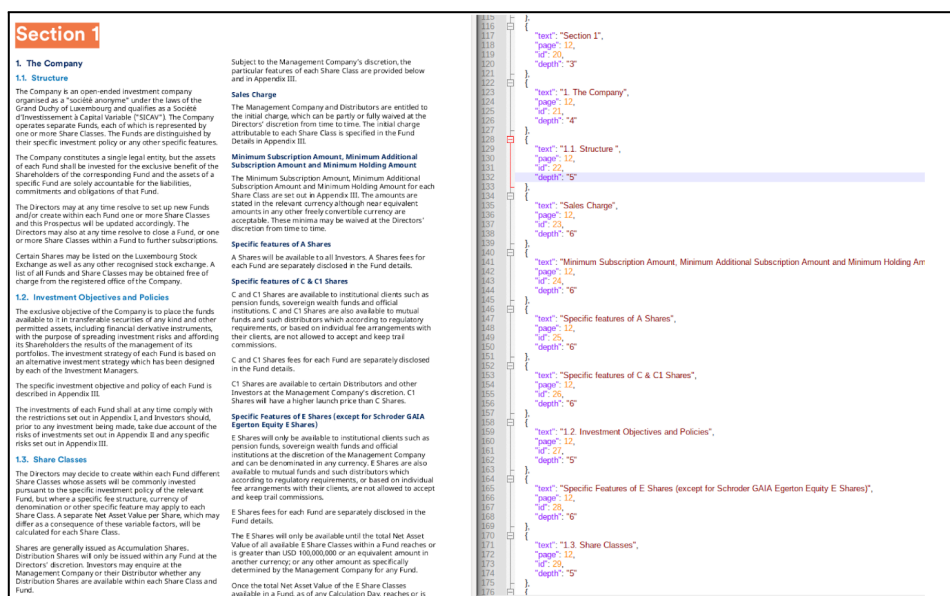 Section 1
1. The Company
1.1. Structure
The Company is an open-ended investment company
organised as a "société anonyme" under the laws of the
Grand Duchy of Luxembourg and qualifies as a Société
d'Investissement à Capital Variable ("SICAV"). The Company
operates separate Funds, each of which is represented by
one or more Share Classes. The Funds are distinguished by
their specific investment policy or any other specific features.
The Company constitutes a single legal entity, but the assets
of each Fund shall be invested for the exclusive benefit of the
Shareholders of the corresponding Fund and the assets of a
specific Fund are solely accountable for the liabilities,
commitments and obligations of that Fund.
The Directors may at any time resolve to set up new Funds
and/or create within each Fund one or more Share Classes
and this Prospectus will be updated accordingly. The
Directors may also at any time resolve to close a Fund, or one
or more Share Classes within a Fund to further subscriptions.
Certain Shares may be listed on the Luxembourg Stock
Exchange as well as any other recognised stock exchange. A
list of all Funds and Share Classes may be obtained free of
charge from the registered office of the Company.
1.2. Investment Objectives and Policies
The exclusive objective of the Company is to place the funds
available to it in transferable securities of any kind and other
permitted assets, including financial derivative instruments,
with the purpose of spreading investment risks and affording
its Shareholders the results of the management of its
portfolios. The investment strategy of each Fund is based on
an alternative investment strategy which has been designed
by each of the Investment Managers.
The specific investment objective and policy of each Fund is
described in Appendix III.
The investments of each Fund shall at any time comply with
the restrictions set out in Appendix I, and Investors should,
prior to any investment being made, take due account of the
risks of investments set out in Appendix II and any specific
risks set out in Appendix III.
1.3. Share Classes
The Directors may decide to create within each Fund different
Share Classes whose assets will be commonly invested
pursuant to the specific investment policy of the relevant
Fund, but where a specific fee structure, currency of
denomination or other specific feature may apply to each
Share Class. A separate Net Asset Value per Share, which may
differ as a consequence of these variable factors, will be
calculated for each Share Class.
Shares are generally issued as Accumulation Shares.
Distribution Shares will only be issued within any Fund at the
Directors' discretion. Investors may enquire at the
Management Company or their Distributor whether any
Distribution Shares are available within each Share Class and
Fund.
Subject to the Management Company's discretion, the
particular features of each Share Class are provided below
and in Appendix III.
Sales Charge
The Management Company and Distributors are entitled to
the initial charge, which can be partly or fully waived at the
Directors' discretion from time to time. The initial charge
attributable to each Share Class is specified in the Fund
Details in Appendix III.
Minimum Subscription Amount, Minimum Additional
Subscription Amount and Minimum Holding Amount
The Minimum Subscription Amount, Minimum Additional
Subscription Amount and Minimum Holding Amount for each
Share Class are set out in Appendix III. The amounts are
stated in the relevant currency although near equivalent
amounts in any other freely convertible currency are
acceptable. These minima may be waived at the Directors'
discretion from time to time.
Specific features of A Shares
A Shares will be available to all Investors. A Shares fees for
each Fund are separately disclosed in the Fund details.
Specific features of C & C1 Shares
C and C1 Shares are available to institutional clients such as
pension funds, sovereign wealth funds and official
institutions. C and C1 Shares are also available to mutual
funds and such distributors which according to regulatory
requirements, or based on individual fee arrangements with
their clients, are not allowed to accept and keep trail
commissions.
C and C1 Shares fees for each Fund are separately disclosed
in the Fund details.
C1 Shares are available to certain Distributors and other
Investors at the Management Company's discretion. C1
Shares will have a higher launch price than C Shares.
Specific Features of E Shares (except for Schroder GAIA
Egerton Equity E Shares)
E Shares will only be available to institutional clients such as
pension funds, sovereign wealth funds and official
institutions at the discretion of the Management Company
and can be denominated in any currency. E Shares are also
available to mutual funds and such distributors which
according to regulatory requirements, or based on individual
fee arrangements with their clients, are not allowed to accept
and keep trail commissions.
E Shares fees for each Fund are separately disclosed in the
Fund details.
The E Shares will only be available until the total Net Asset
Value of all available E Share Classes within a Fund reaches or
is greater than USD 100,000,000 or an equivalent amount in
another currency; or any other amount as specifically
determined by the Management Company for any Fund.
Once the total Net Asset Value of the E Share Classes
available in a Fund, as of any Calculation Day, reaches or is
115 },
116 {
117 "text": "Section 1",
118 "page": 12,
119 "id": 20,
120 "depth": "3"
121 },
122 {
123 "text": "1. The Company",
124 "page": 12,
125 "id": 21,
126 "depth": "4"
127 },
128 {
129 "text": "1.1. Structure ",
130 "page": 12,
131 "id": 22,
132 "depth": "5"
133 },
134 {
135 "text": "Sales Charge",
136 "page": 12,
137 "id": 23,
138 "depth": "6"
139 },
140 {
141 "text": "Minimum Subscription Amount, Minimum Additional Subscription Amount and Minimum Holding Am
142 "page": 12,
143 "id": 24,
144 "depth": "6"
145 },
146 {
147 "text": "Specific features of A Shares",
148 "page": 12,
149 "id": 25,
150 "depth": "6"
151 },
152 {
153 "text": "Specific features of C & C1 Shares",
154 "page": 12,
155 "id": 26,
156 "depth": "6"
157 },
158 {
159 "text": "1.2. Investment Objectives and Policies",
160 "page": 12,
161 "id": 27,
162 "depth": "5"
163 },
164 {
165 "text": "Specific Features of E Shares (except for Schroder GAIA Egerton Equity E Shares)",
166 "page": 12,
167 "id": 28,
168 "depth": "6"
169 },
170 {
171 "text": "1.3. Share Classes",
172 "page": 12,
173 "id": 29,
174 "depth": "5"
175 },
176 {